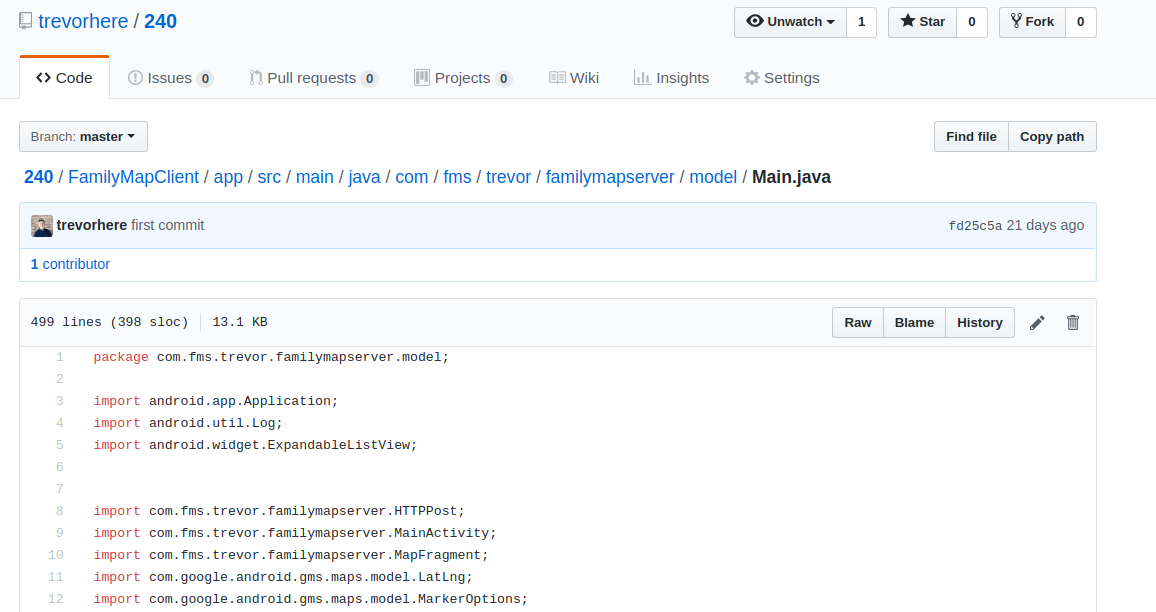 trevorhere / 240 Unwatch 1 Star 0 Fork 0
Code Issues 0 Pull requests 0 Projects 0 Wiki Insights Settings
Branch: master Find file Copy path
240 / FamilyMapClient / app / src / main / java / com / fms / trevor / familymapserver / model / Main.java
trevorhere first commit fd25c5a 21 days ago
1 contributor
499 lines (398 sloc) 13.1 KB Raw Blame History
1 package com.fms.trevor.familymapserver.model;
2
3 import android.app.Application;
4 import android.util.Log;
5 import android.widget.ExpandableListView;
6
7
8 import com.fms.trevor.familymapserver.HTTPPost;
9 import com.fms.trevor.familymapserver.MainActivity;
10 import com.fms.trevor.familymapserver.MapFragment;
11 import com.google.android.gms.maps.model.LatLng;
12 import com.google.android.gms.maps.model.MarkerOptions;